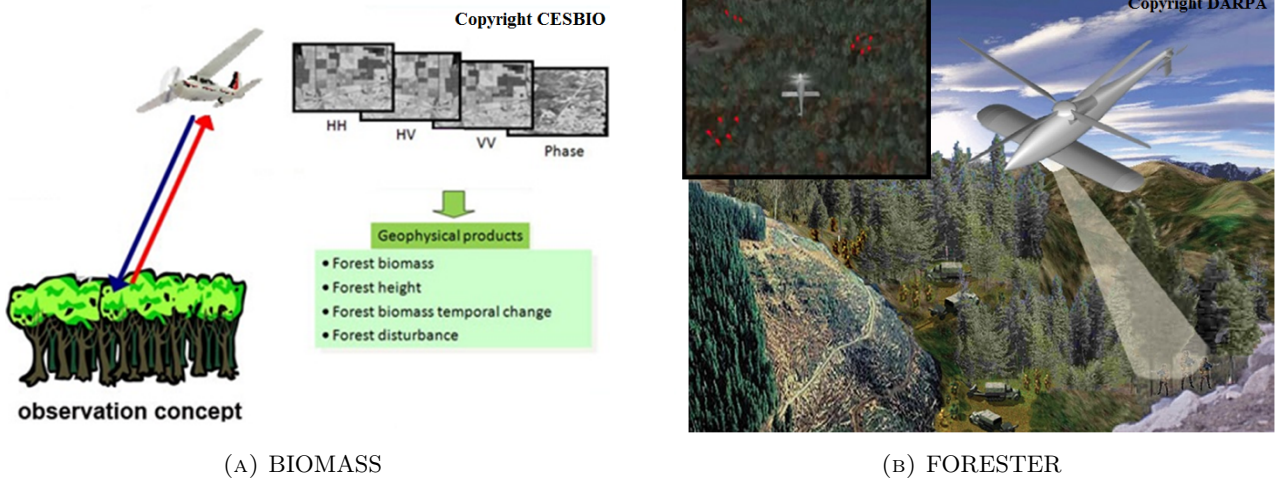 Copyright CESBIO
HH
HV
VV
Phase
Geophysical products
• Forest biomass
• Forest height
• Forest biomass temporal change
• Forest disturbance
observation concept
(A) BIOMASS
Copyright DARPA
(B) FORESTER